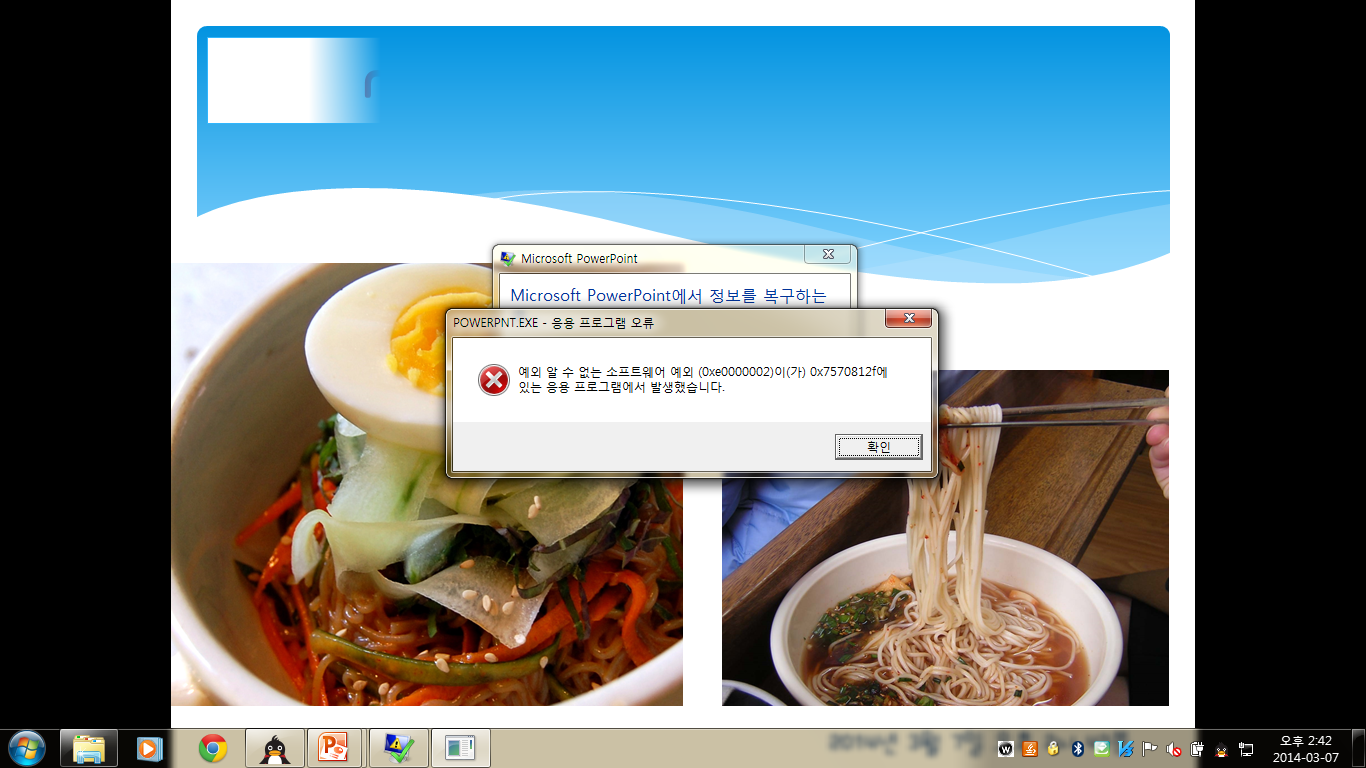 Microsoft PowerPoint
Microsoft PowerPoint에서 정보를 복구하는
POWERPNT.EXE - 응용 프로그램 오류
예외 알 수 없는 소프트웨어 예외 (0xe0000002)이(가) 0x7570812f에
있는 응용 프로그램에서 발생했습니다.
확인
오후 2:42
2014-03-07